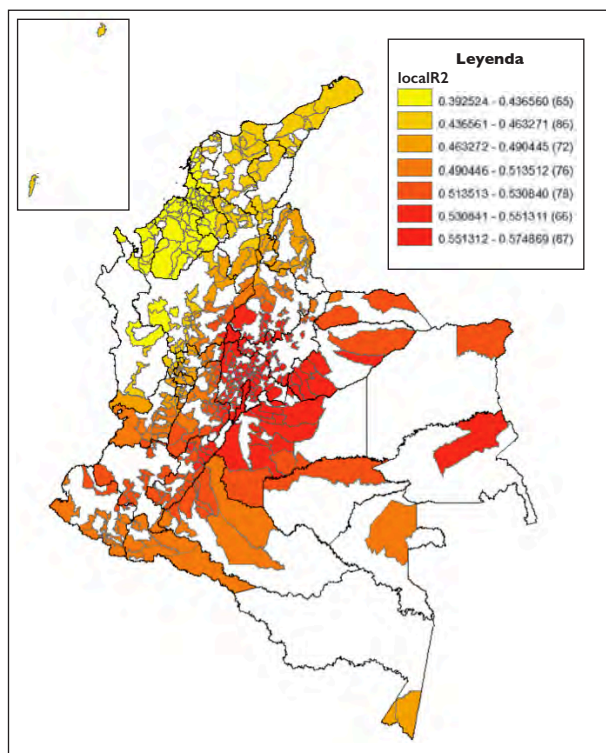 Leyenda
localR2
0.392524 - 0.436560 (65)
0.436561 - 0.463271 (86)
0.463272 - 0.490445 (72)
0.490446 - 0.513512 (76)
0.513513 - 0.530840 (78)
0.530841 - 0.551311 (66)
0.551312 - 0.574869 (67)